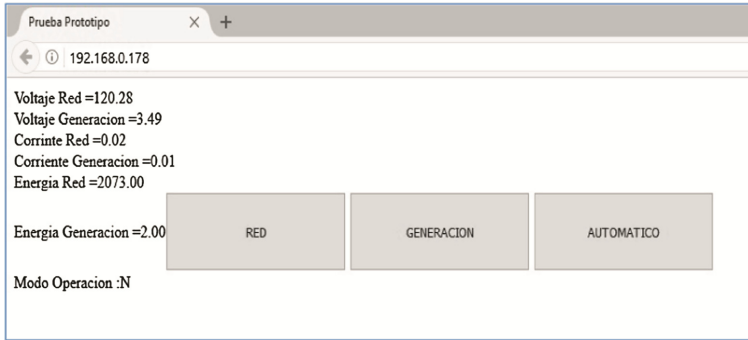 Prueba Prototipo
192.168.0.178
Voltaje Red =120.28
Voltaje Generacion =3.49
Corrinte Red =0.02
Corriente Generacion =0.01
Energia Red =2073.00
Energia Generacion =2.00 RED GENERACION AUTOMATICO
Modo Operacion :N